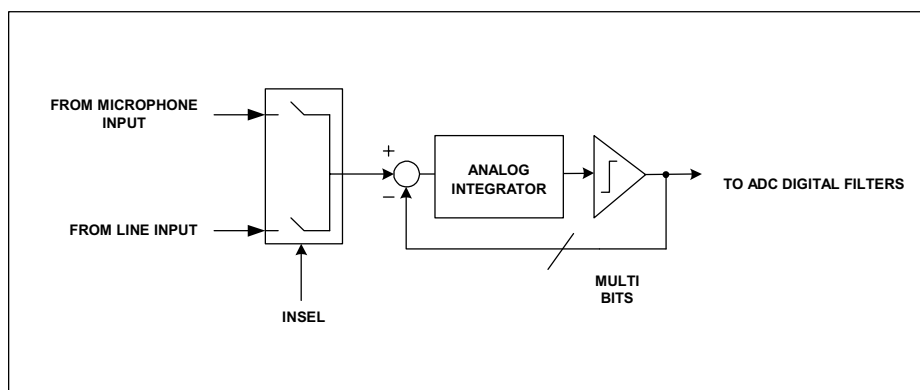 FROM MICROPHONE
INPUT
FROM LINE INPUT
INSEL
+
−
ANALOG
INTEGRATOR
TO ADC DIGITAL FILTERS
MULTI
BITS